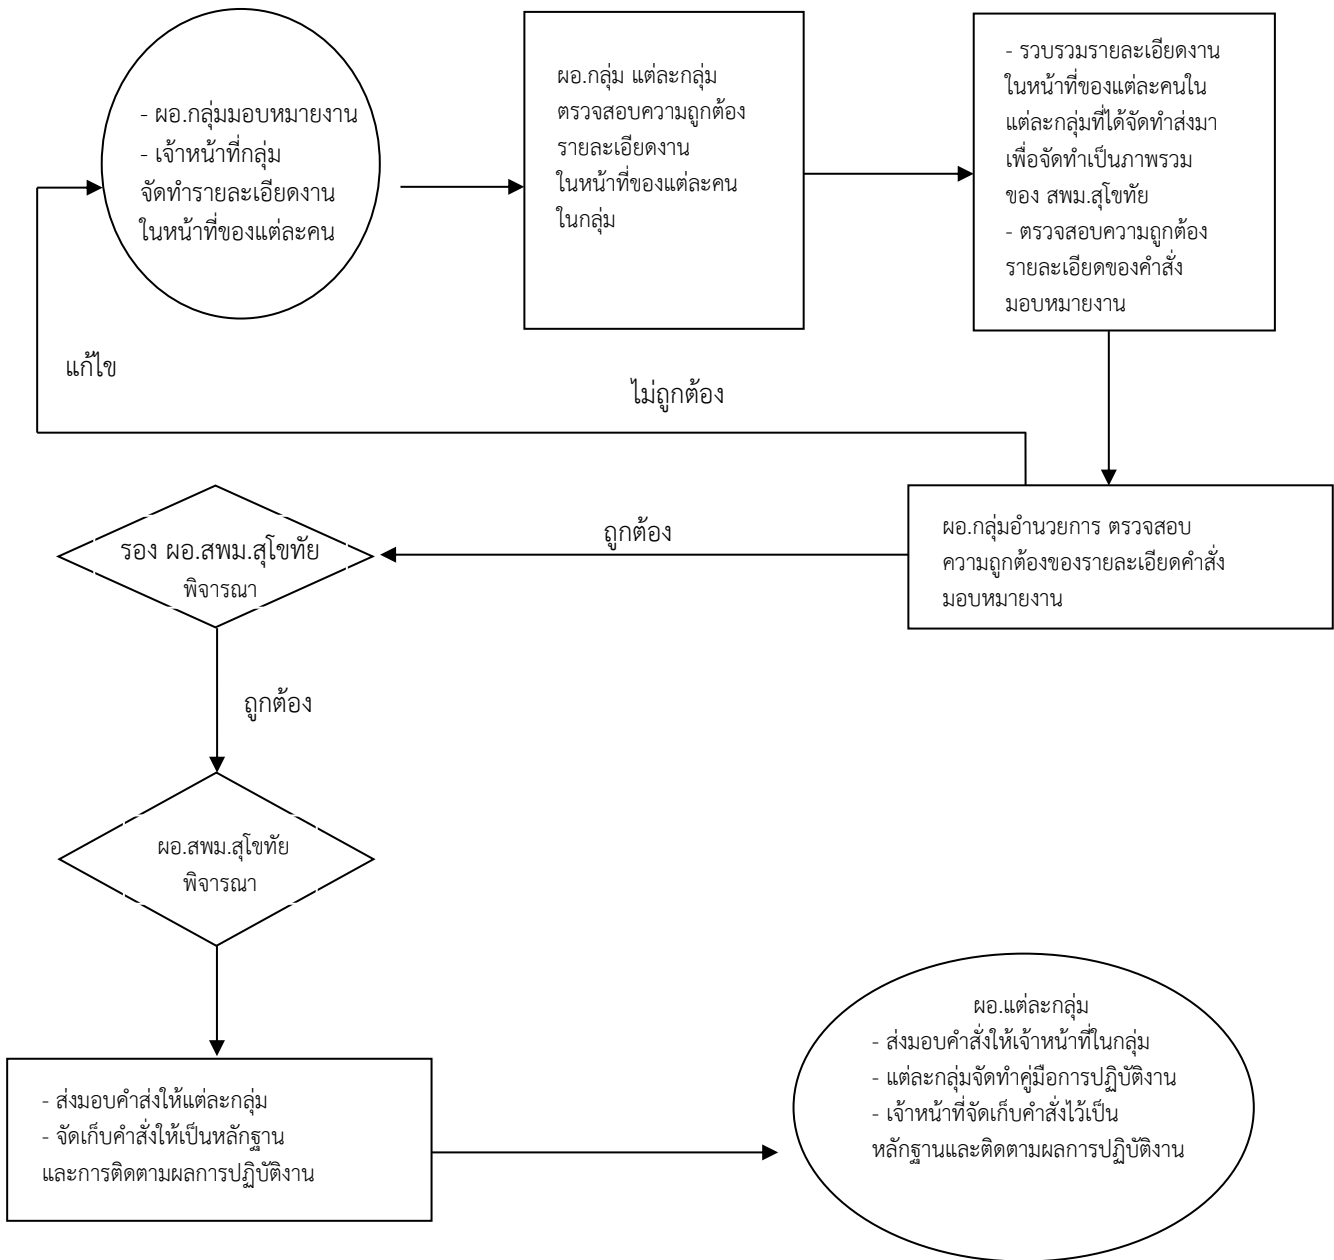 - ผอ.กลุ่มมอบหมายงาน
- เจ้าหน้าที่กลุ่ม
จัดทำรายละเอียดงาน
ในหน้าที่ของแต่ละคน
ผอ.กลุ่ม แต่ละกลุ่ม
ตรวจสอบความถูกต้อง
รายละเอียดงาน
ในหน้าที่ของแต่ละคน
ในกลุ่ม
- รวบรวมรายละเอียดงาน
ในหน้าที่ของแต่ละคนใน
แต่ละกลุ่มที่ได้จัดทำส่งมา
เพื่อจัดทำเป็นภาพรวม
ของ สพม.สุโขทัย
- ตรวจสอบความถูกต้อง
รายละเอียดของคำสั่ง
มอบหมายงาน
แก้ไข
ไม่ถูกต้อง
ผอ.กลุ่มอำนวยการ ตรวจสอบ
ความถูกต้องของรายละเอียดคำสั่ง
มอบหมายงาน
ถูกต้อง
รอง ผอ.สพม.สุโขทัย
พิจารณา
ถูกต้อง
ผอ.สพม.สุโขทัย
พิจารณา
- ส่งมอบคำส่งให้แต่ละกลุ่ม
- จัดเก็บคำสั่งให้เป็นหลักฐาน
และการติดตามผลการปฏิบัติงาน
ผอ.แต่ละกลุ่ม
- ส่งมอบคำสั่งให้เจ้าหน้าที่ในกลุ่ม
- แต่ละกลุ่มจัดทำคู่มือการปฏิบัติงาน
- เจ้าหน้าที่จัดเก็บคำสั่งไว้เป็น
หลักฐานและติดตามผลการปฏิบัติงาน